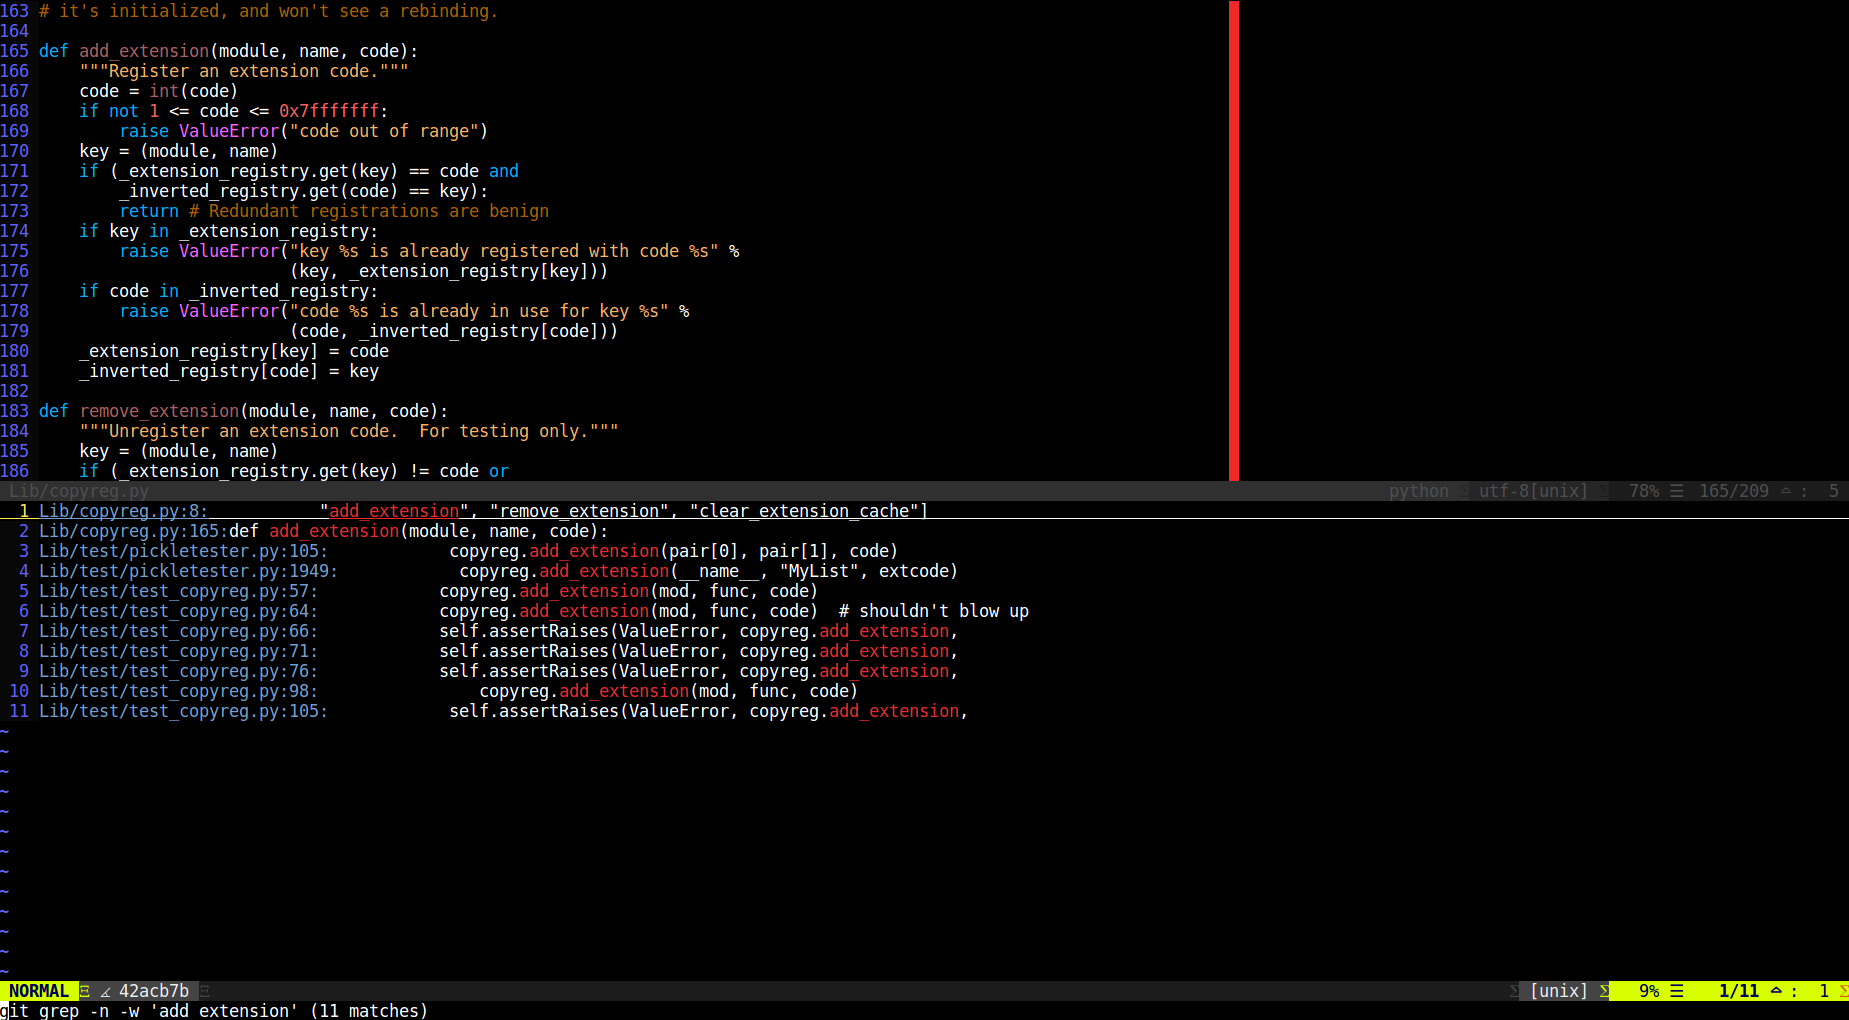 163 # it's initialized, and won't see a rebinding.
164
165 def add_extension(module, name, code):
166     """Register an extension code."""
167     code = int(code)
168     if not 1 <= code <= 0x7fffffff:
169         raise ValueError("code out of range")
170     key = (module, name)
171     if (_extension_registry.get(key) == code and
172         _inverted_registry.get(code) == key):
173         return # Redundant registrations are benign
174     if key in _extension_registry:
175         raise ValueError("key %s is already registered with code %s" %
176                          (key, _extension_registry[key]))
177     if code in _inverted_registry:
178         raise ValueError("code %s is already in use for key %s" %
179                          (code, _inverted_registry[code]))
180     _extension_registry[key] = code
181     _inverted_registry[code] = key
182
183 def remove_extension(module, name, code):
184     """Unregister an extension code.  For testing only."""
185     key = (module, name)
186     if (_extension_registry.get(key) != code or
Lib/copyreg.py python Σ utf-8[unix] Σ 78% ☰ 165/209 ⌓ : 5
1 Lib/copyreg.py:8:           "add_extension", "remove_extension", "clear_extension_cache"]
2 Lib/copyreg.py:165:def add_extension(module, name, code):
3 Lib/test/pickletester.py:105:            copyreg.add_extension(pair[0], pair[1], code)
4 Lib/test/pickletester.py:1949:            copyreg.add_extension(__name__, "MyList", extcode)
5 Lib/test/test_copyreg.py:57:            copyreg.add_extension(mod, func, code)
6 Lib/test/test_copyreg.py:64:            copyreg.add_extension(mod, func, code)  # shouldn't blow up
7 Lib/test/test_copyreg.py:66:            self.assertRaises(ValueError, copyreg.add_extension,
8 Lib/test/test_copyreg.py:71:            self.assertRaises(ValueError, copyreg.add_extension,
9 Lib/test/test_copyreg.py:76:            self.assertRaises(ValueError, copyreg.add_extension,
10 Lib/test/test_copyreg.py:98:                copyreg.add_extension(mod, func, code)
11 Lib/test/test_copyreg.py:105:            self.assertRaises(ValueError, copyreg.add_extension,
~
~
~
~
~
~
~
~
~
~
~
~
~
NORMAL Ξ ∡ 42acb7b Ξ Σ [unix] Σ 9% ☰ 1/11 ⌓ : 1 Σ
git grep -n -w 'add_extension' (11 matches)